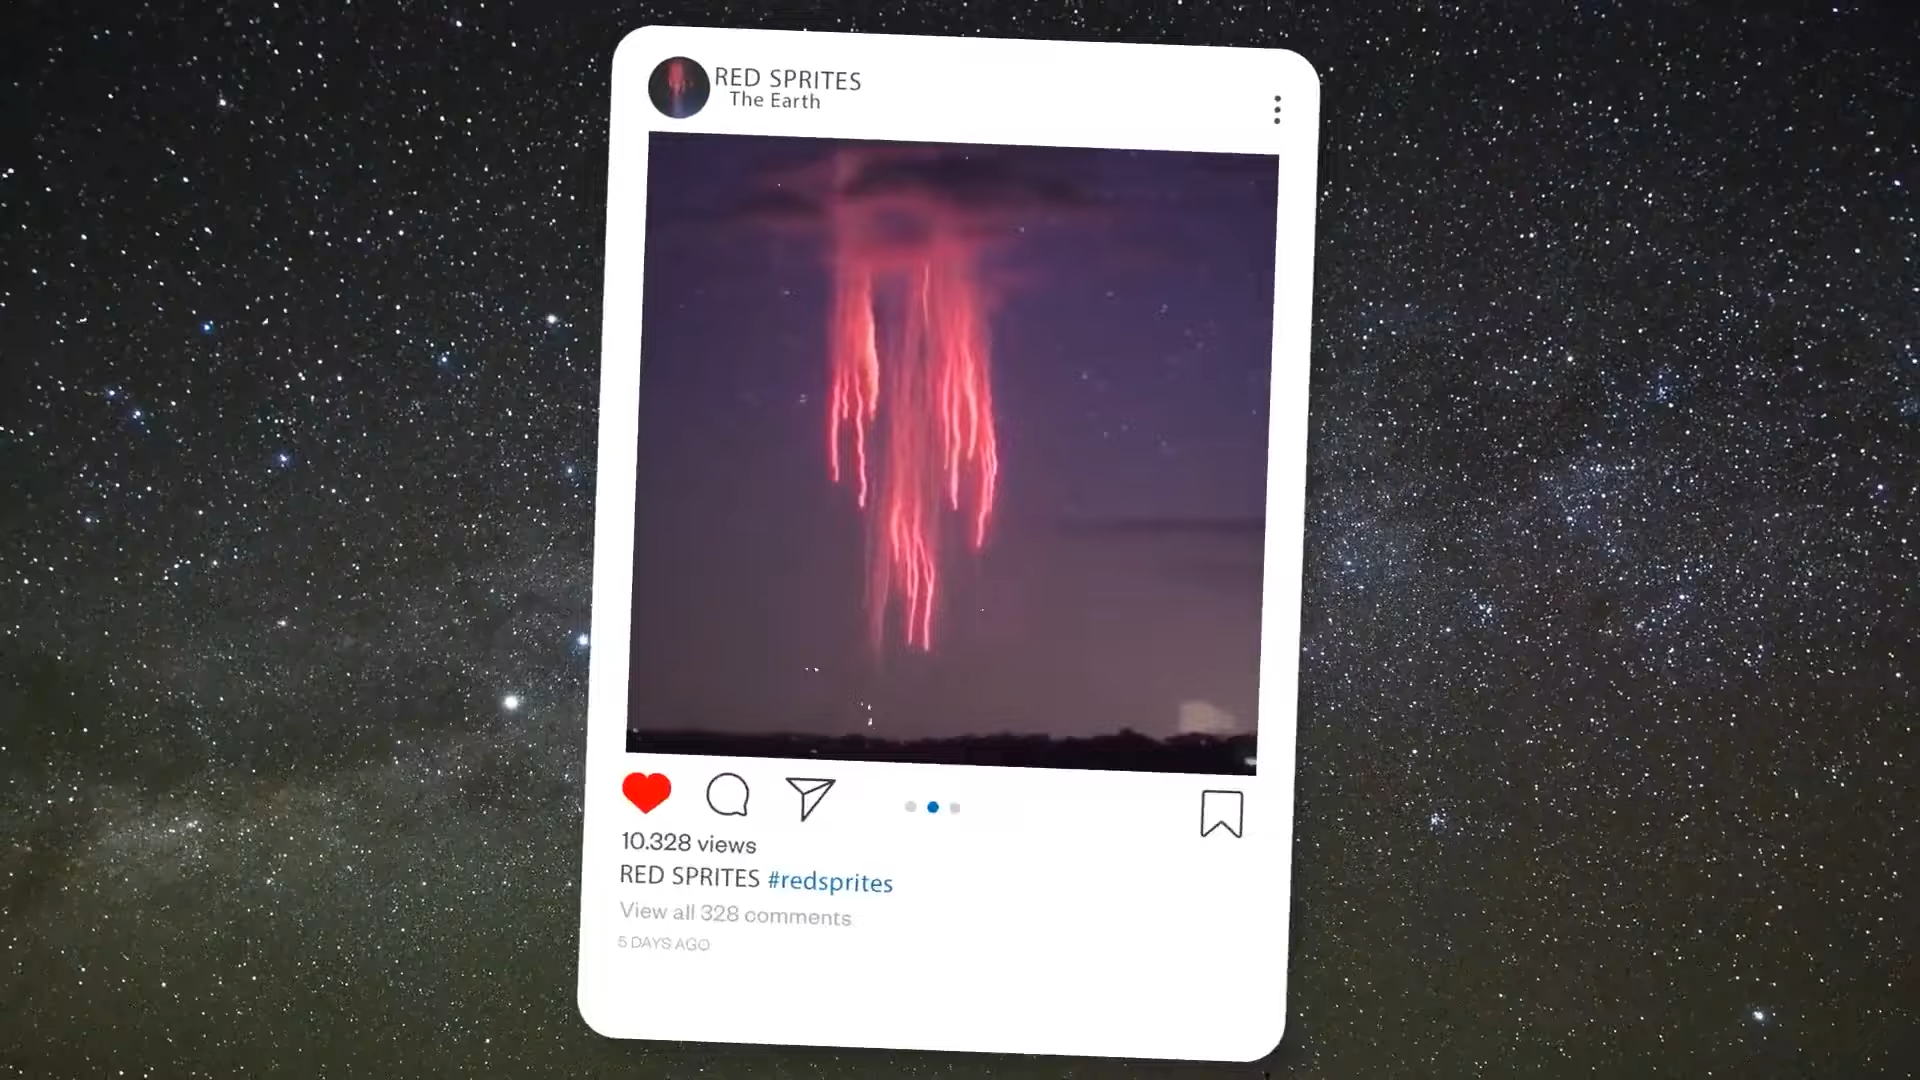 RED SPRITES
The Earth
10.328 views
RED SPRITES #redsprites
View all 328 comments
5 DAYS AGO